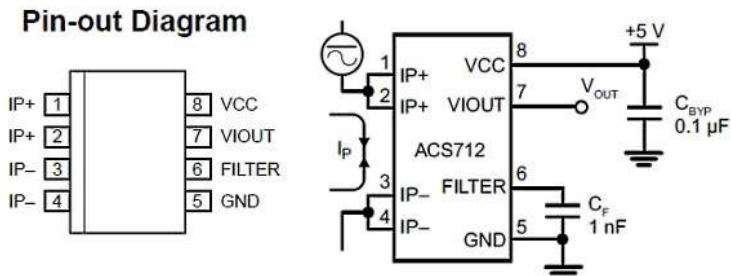 Pin-out Diagram
IP+ 1
IP+ 2
IP– 3
IP– 4
8 VCC
7 VIOUT
6 FILTER
5 GND
+5 V
1 IP+
2 IP+
IP
3 IP–
4 IP–
ACS712
VCC 8
VIOUT 7
FILTER 6
GND 5
VOUT
CBYP
0.1 µF
CF
1 nF